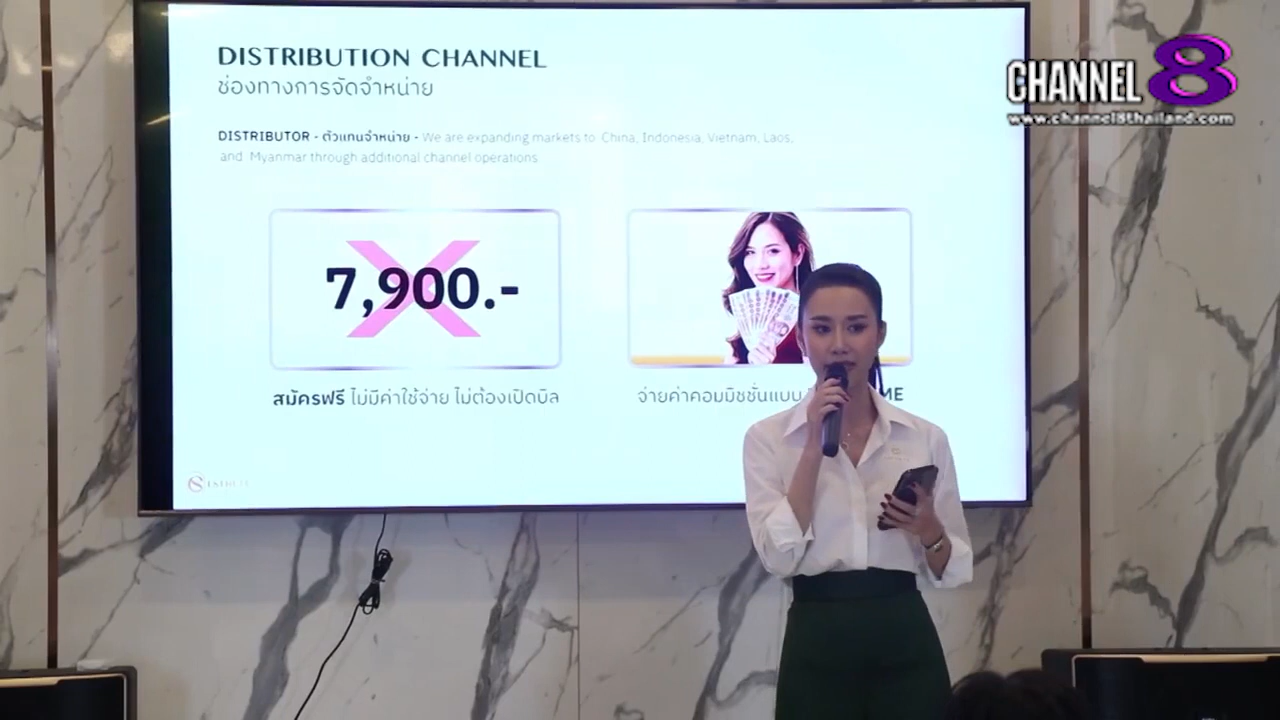 DISTRIBUTION CHANNEL
ช่องทางการจัดจำหน่าย
DISTRIBUTOR - ตัวแทนจำหน่าย - We are expanding markets to China, Indonesia, Vietnam, Laos,
and Myanmar through additional channel operations
7,900.-
สมัครฟรี ไม่มีค่าใช้จ่าย ไม่ต้องเปิดบิล
จ่ายค่าคอมมิชชั่นแบบ
CHANNEL 8
www.channel8thailand.com